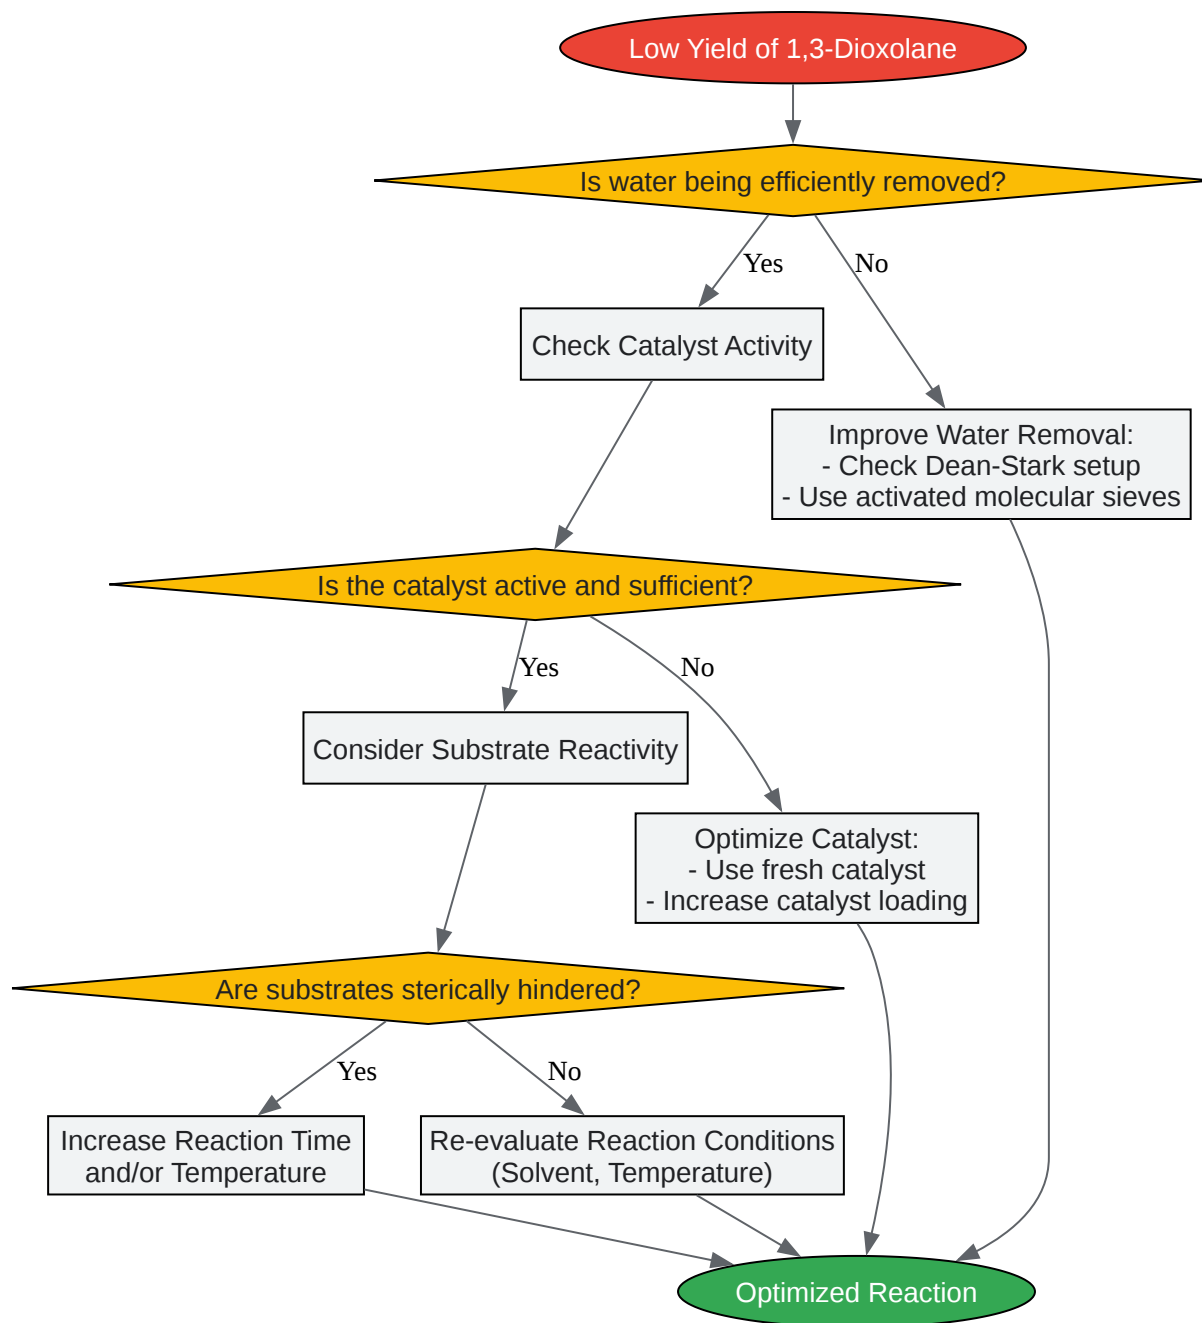 Low Yield of 1,3-Dioxolane
Is water being efficiently removed?
Yes
No
Check Catalyst Activity
Improve Water Removal:
- Check Dean-Stark setup
- Use activated molecular sieves
Is the catalyst active and sufficient?
Yes
No
Consider Substrate Reactivity
Optimize Catalyst:
- Use fresh catalyst
- Increase catalyst loading
Are substrates sterically hindered?
Yes
No
Increase Reaction Time
and/or Temperature
Re-evaluate Reaction Conditions
(Solvent, Temperature)
Optimized Reaction